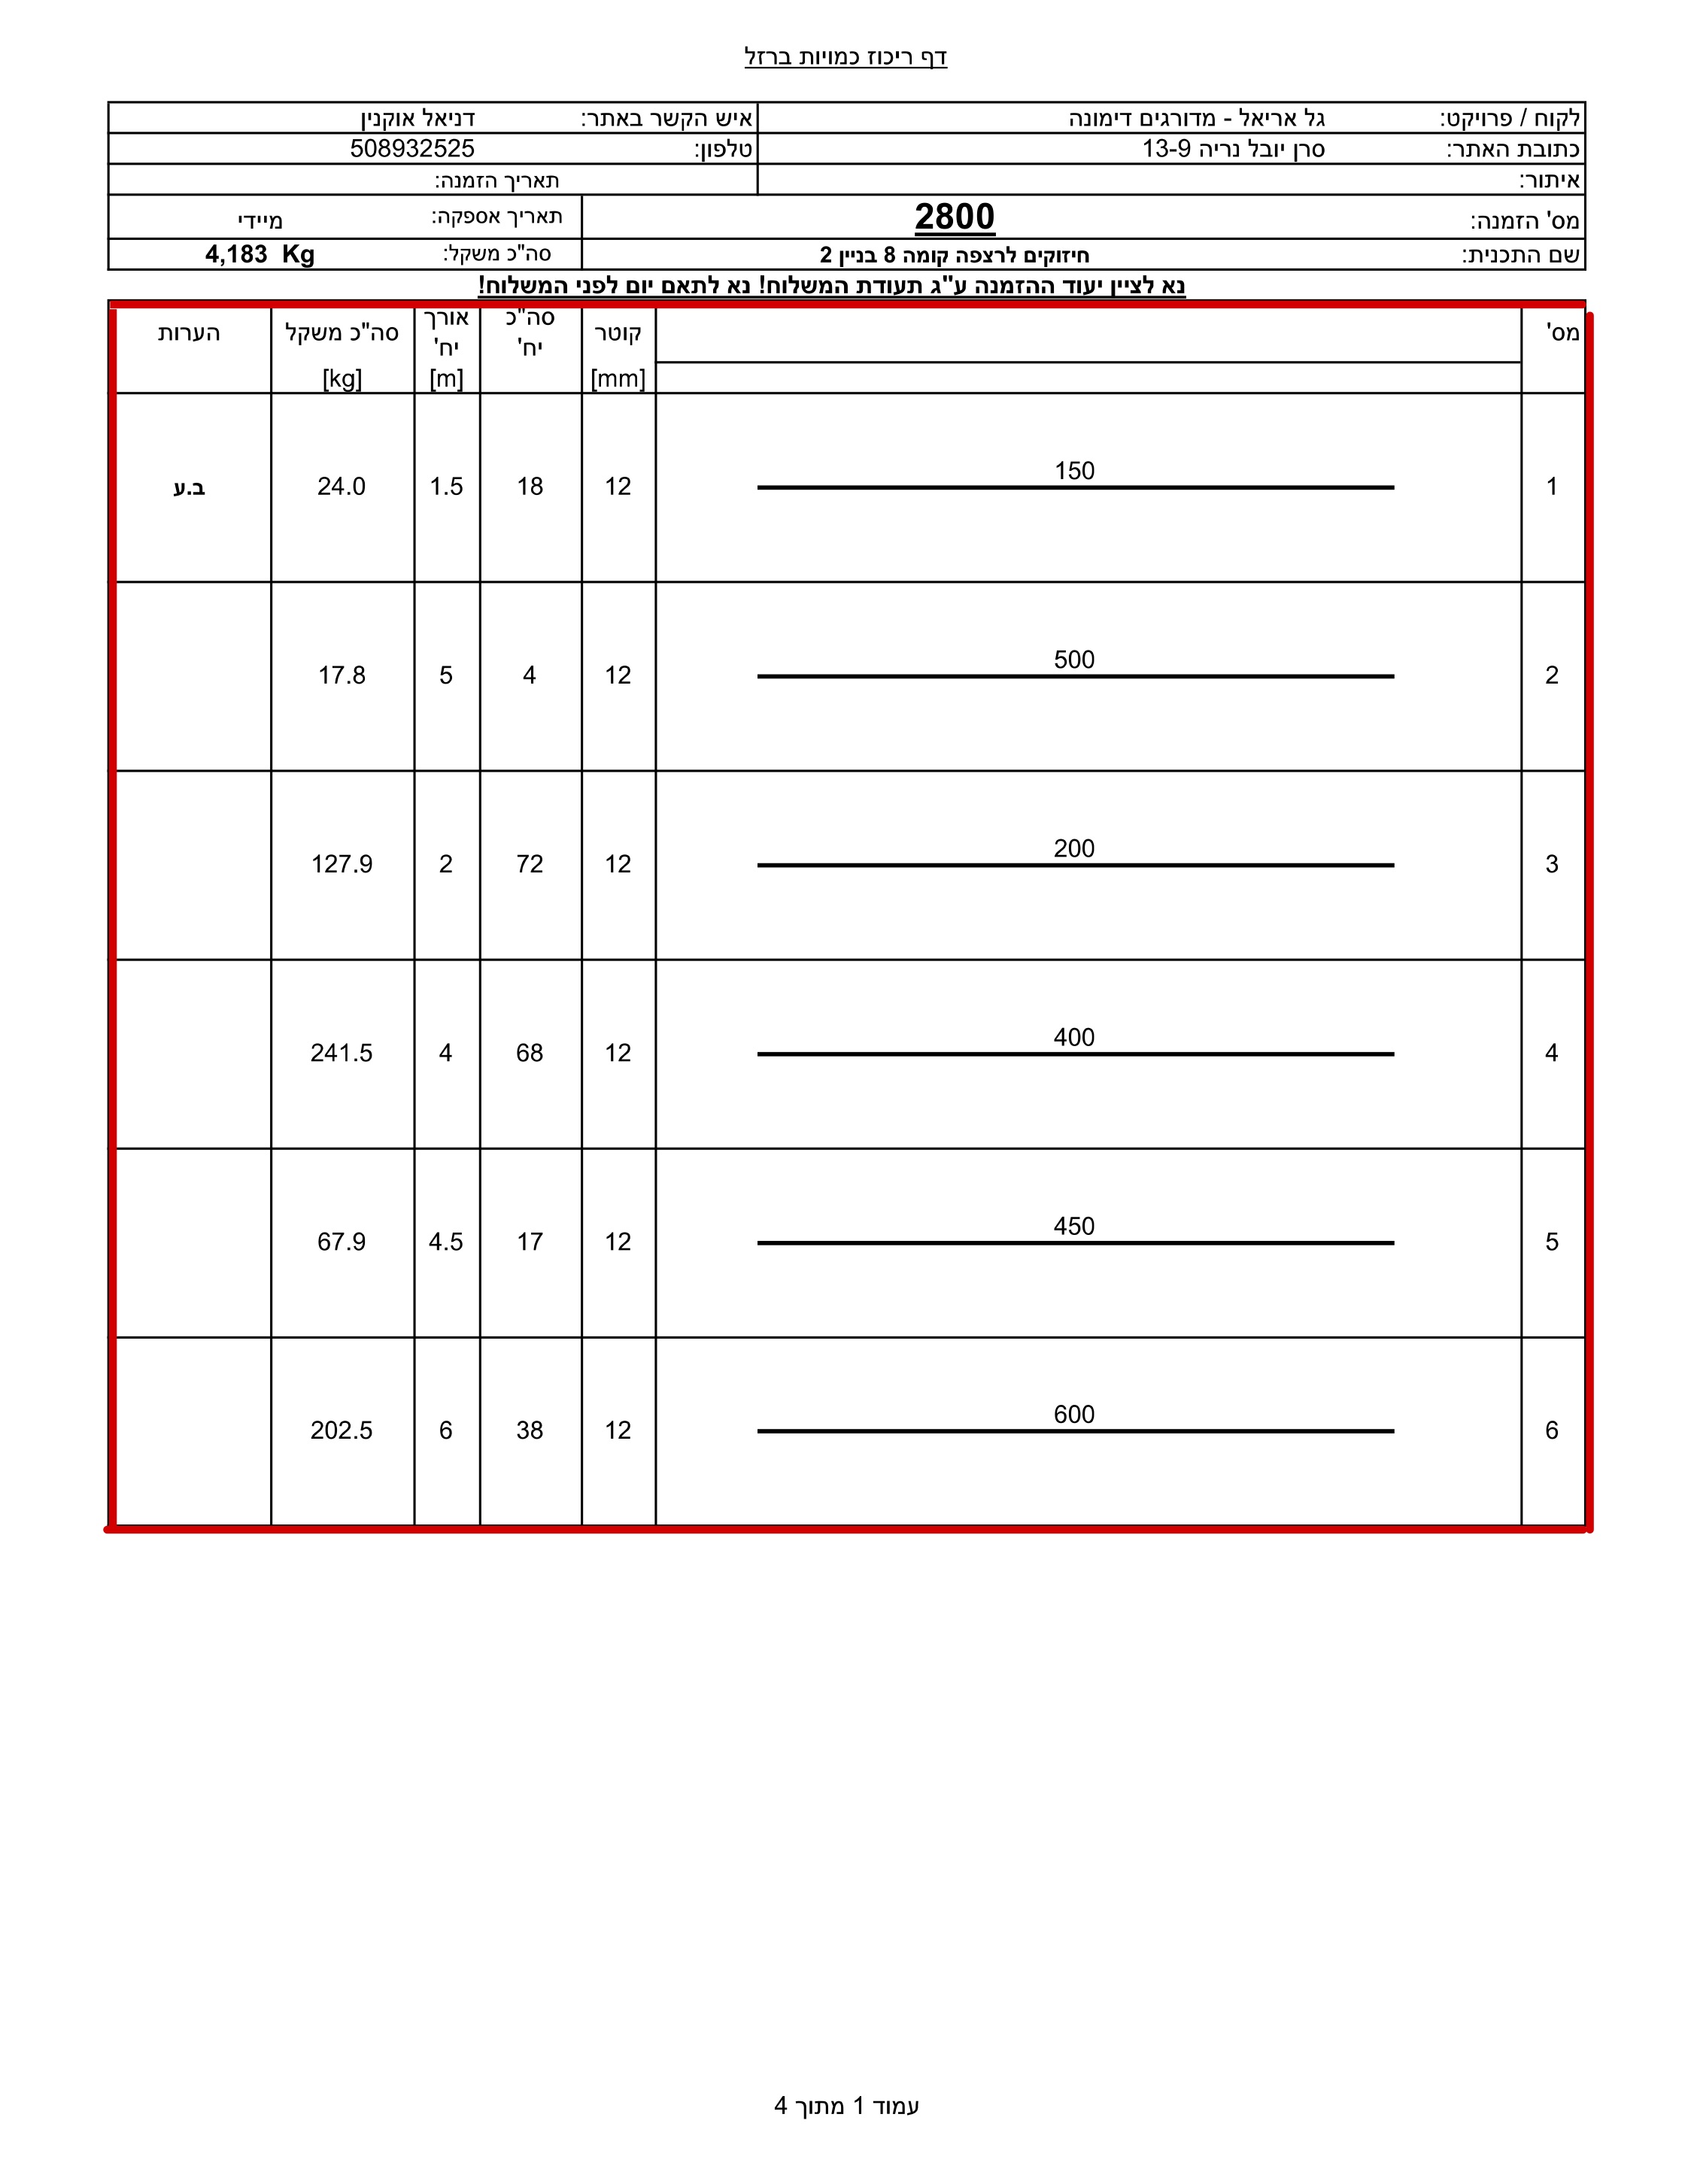 דף ריכוז כמויות ברזל
לקוח / פרויקט: גל אריאל - מדורגים דימונה איש הקשר באתר: דניאל אוקנין
כתובת האתר: סרן יובל נריה 13-9 טלפון: 508932525
איתור: תאריך הזמנה:
מס' הזמנה: 2800 תאריך אספקה: מיידי
שם התכנית: חיזוקים לרצפה קומה 8 בניין 2 סה"כ משקל: 4,183 Kg
נא לציין יעוד ההזמנה ע"ג תעודת המשלוח! נא לתאם יום לפני המשלוח!
מס' קוטר [mm] סה"כ יח' אורך יח' [m] סה"כ משקל [kg] הערות
1 150 12 18 1.5 24.0 ב.ע
2 500 12 4 5 17.8
3 200 12 72 2 127.9
4 400 12 68 4 241.5
5 450 12 17 4.5 67.9
6 600 12 38 6 202.5
עמוד 1 מתוך 4